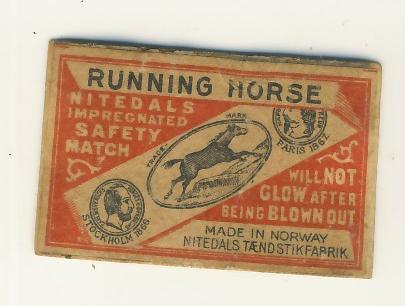 RUNNING HORSE
NITEDALS
IMPREGNATED
SAFETY
MATCH
TRADE MARK
PARIS 1867
STOCKHOLM 1866
WILL NOT
GLOW AFTER
BEING BLOWN OUT
MADE IN NORWAY
NITEDALS TÆNDSTIKFABRIK